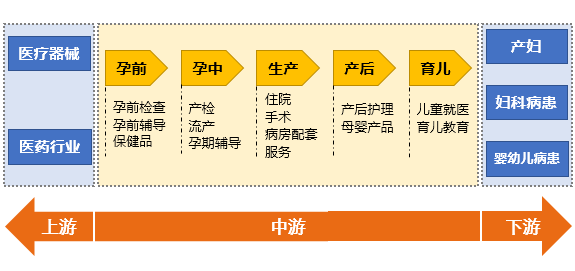 医疗器械
医药行业
孕前
孕前检查
孕前辅导
保健品
孕中
产检
流产
孕期辅导
生产
住院
手术
病房配套
服务
产后
产后护理
母婴产品
育儿
儿童就医
育儿教育
产妇
妇科病患
婴幼儿病患
上游
中游
下游